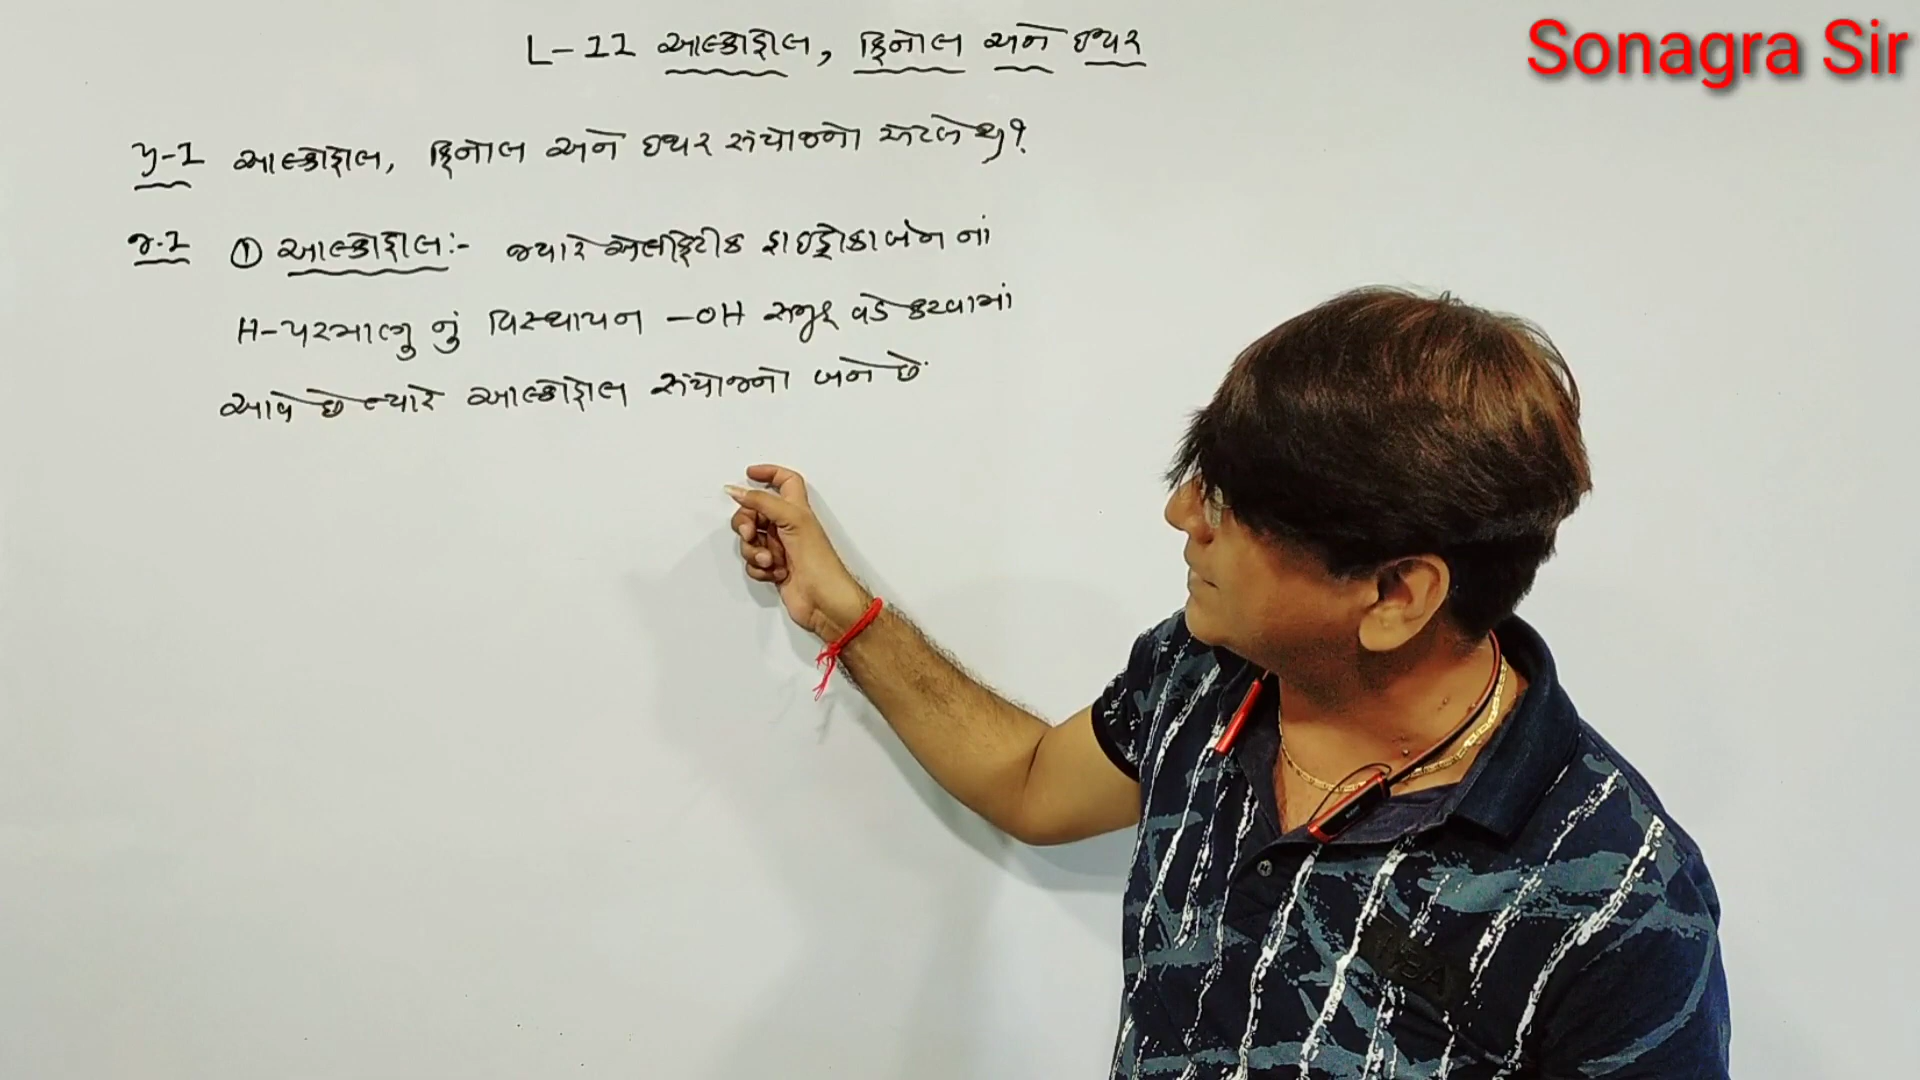 L-11 આલ્કોહોલ, ફિનોલ અને ઇથર
Sonagra Sir
પ્ર-1 આલ્કોહોલ, ફિનોલ અને ઇથર સંયોજનો એટલે શુ?
જ.1 ① આલ્કોહોલ:- જ્યારે એલીફેટીક હાઇડ્રોકાર્બન નાં
H-પરમાણુ નું વિસ્થાપન -OH સમુહ વડે કરવામાં
આવે છે ત્યારે આલ્કોહોલ સંયોજનો બને છે.